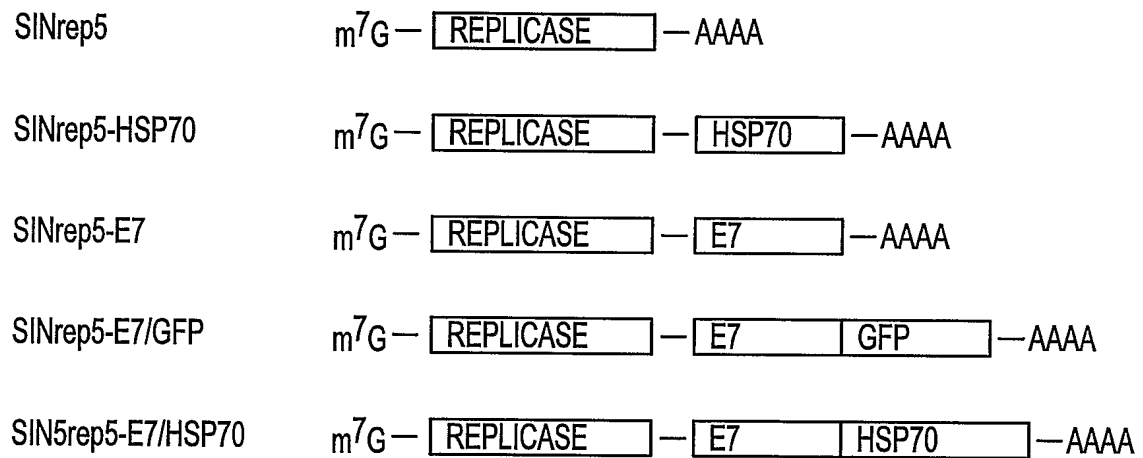 SINrep5 m⁷G — REPLICASE — AAAA
SINrep5-HSP70 m⁷G — REPLICASE — HSP70 — AAAA
SINrep5-E7 m⁷G — REPLICASE — E7 — AAAA
SINrep5-E7/GFP m⁷G — REPLICASE — E7 GFP — AAAA
SIN5rep5-E7/HSP70 m⁷G — REPLICASE — E7 HSP70 — AAAA